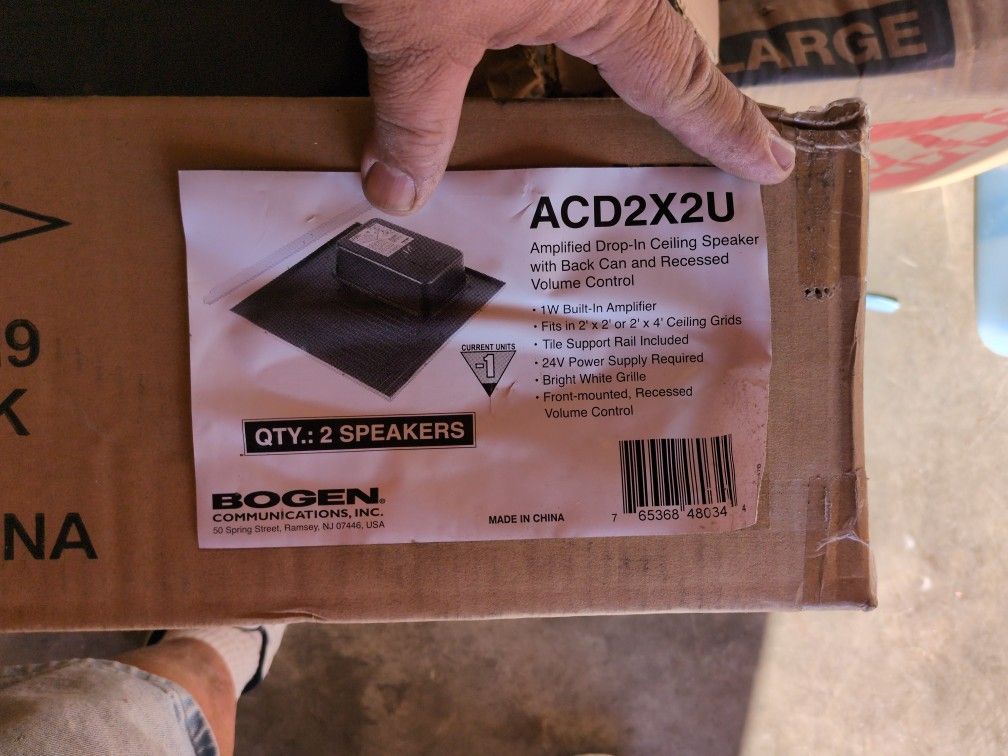 LARGE
9
K
NA
ACD2X2U
Amplified Drop-In Ceiling Speaker
with Back Can and Recessed
Volume Control
• 1W Built-In Amplifier
• Fits in 2' x 2' or 2' x 4' Ceiling Grids
• Tile Support Rail Included
• 24V Power Supply Required
• Bright White Grille
• Front-mounted, Recessed
Volume Control
CURRENT UNITS
-1
QTY.: 2 SPEAKERS
BOGEN®
COMMUNICATIONS, INC.
50 Spring Street, Ramsey, NJ 07446, USA
MADE IN CHINA
7 65368 48034 4